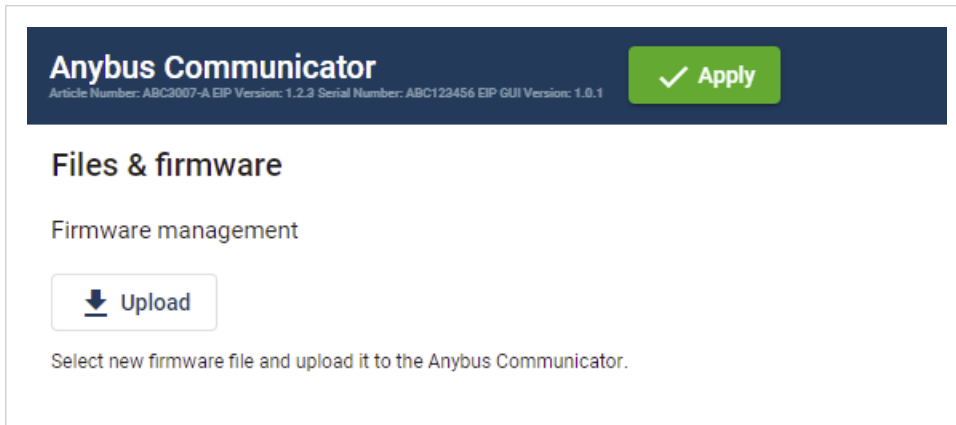 Anybus Communicator
Article Number: ABC3007-A EIP Version: 1.2.3 Serial Number: ABC123456 EIP GUI Version: 1.0.1
Apply
Files & firmware
Firmware management
Upload
Select new firmware file and upload it to the Anybus Communicator.